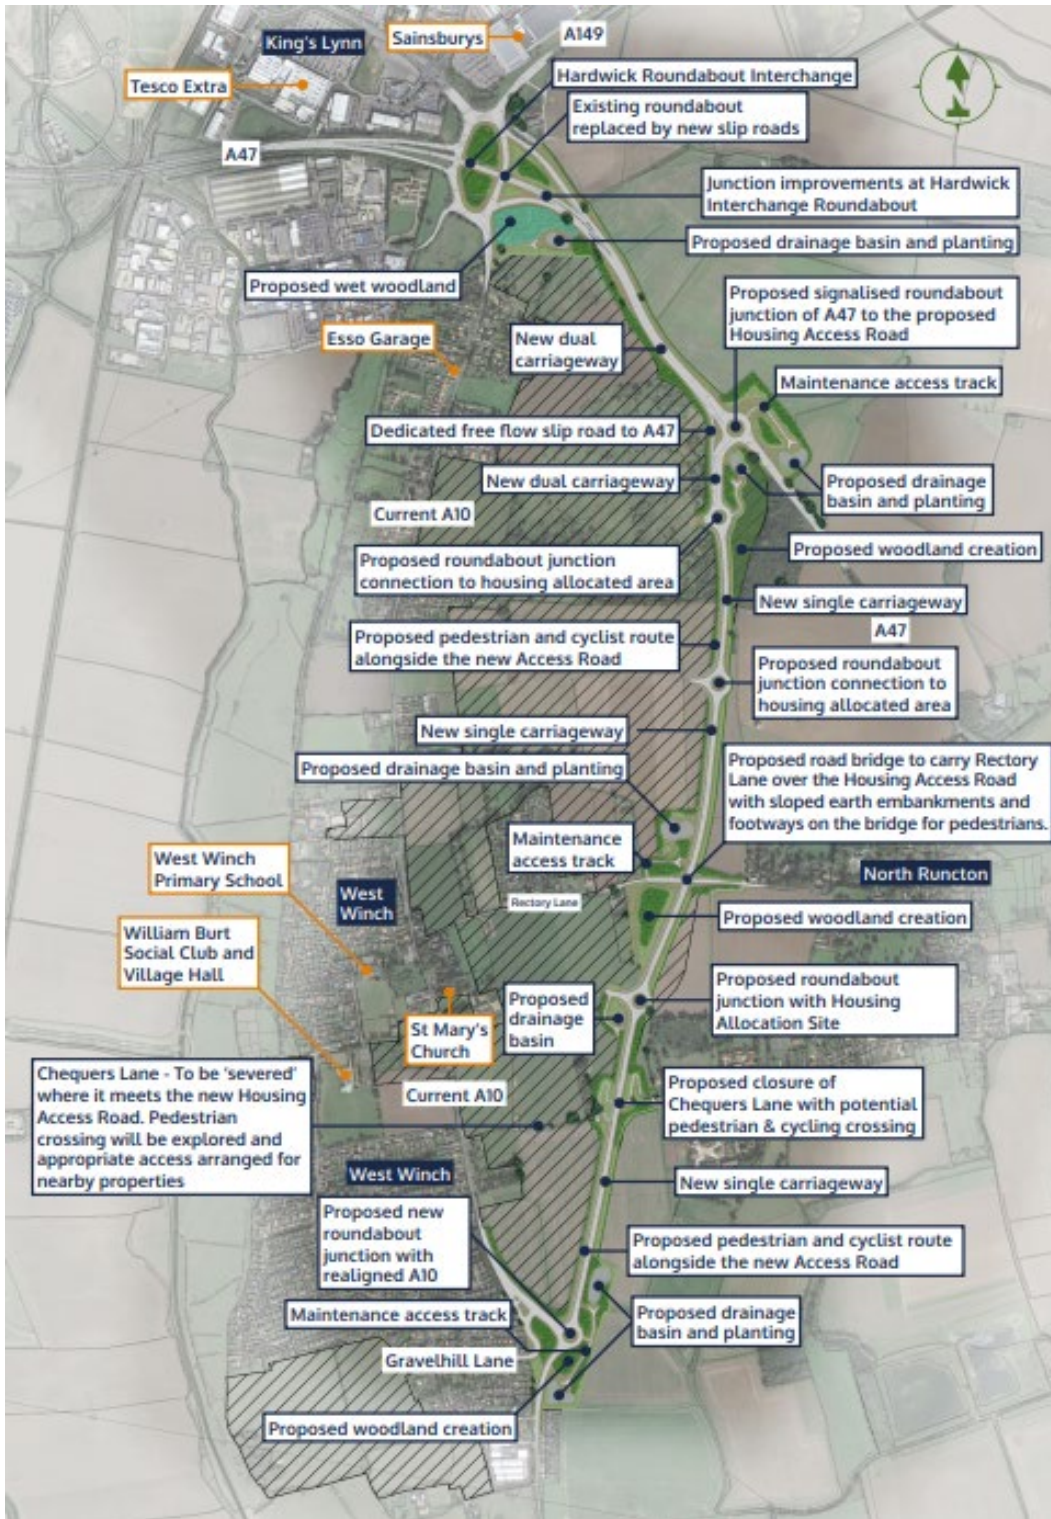 Sainsburys
A149
King's Lynn
Tesco Extra
A47
Hardwick Roundabout Interchange
Existing roundabout
replaced by new slip roads
Junction improvements at Hardwick
Interchange Roundabout
Proposed drainage basin and planting
Proposed wet woodland
Proposed signalised roundabout
junction of A47 to the proposed
Housing Access Road
Esso Garage
New dual
carriageway
Maintenance access track
Dedicated free flow slip road to A47
New dual carriageway
Proposed drainage
basin and planting
Current A10
Proposed woodland creation
Proposed roundabout junction
connection to housing allocated area
New single carriageway
A47
Proposed pedestrian and cyclist route
alongside the new Access Road
Proposed roundabout
junction connection to
housing allocated area
New single carriageway
Proposed drainage basin and planting
Proposed road bridge to carry Rectory
Lane over the Housing Access Road
with sloped earth embankments and
footways on the bridge for pedestrians.
Maintenance
access track
West Winch
Primary School
North Runcton
West
Winch
Rectory Lane
Proposed woodland creation
William Burt
Social Club and
Village Hall
Proposed roundabout
junction with Housing
Allocation Site
Proposed
drainage
basin
St Mary's
Church
Chequers Lane - To be 'severed'
where it meets the new Housing
Access Road. Pedestrian
crossing will be explored and
appropriate access arranged for
nearby properties
Current A10
Proposed closure of
Chequers Lane with potential
pedestrian & cycling crossing
West Winch
New single carriageway
Proposed new
roundabout
junction with
realigned A10
Proposed pedestrian and cyclist route
alongside the new Access Road
Maintenance access track
Proposed drainage
basin and planting
Gravelhill Lane
Proposed woodland creation